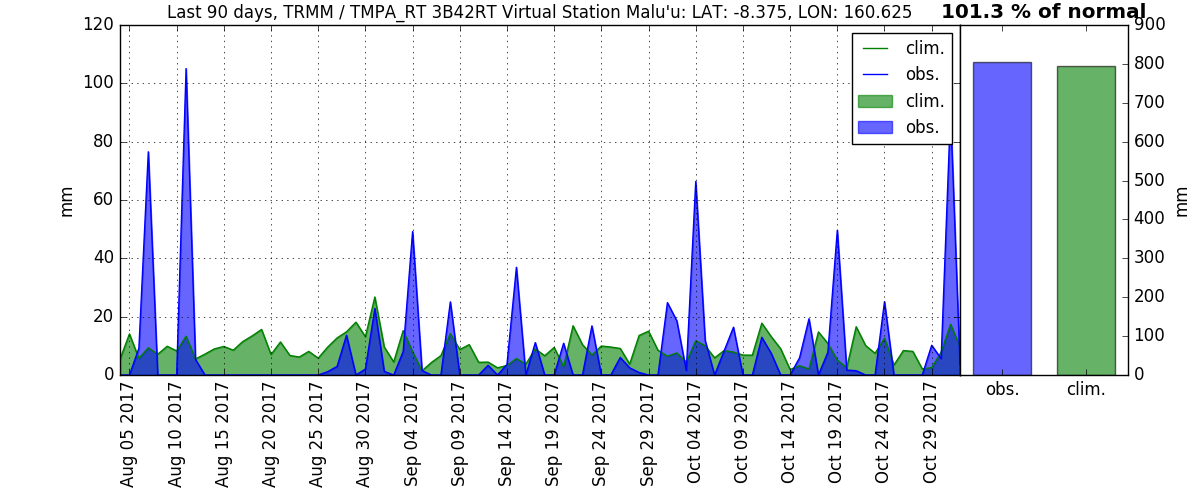 Last 90 days, TRMM / TMPA_RT 3B42RT Virtual Station Malu'u: LAT: -8.375, LON: 160.625
101.3 % of normal
120
100
80
60
40
20
0
mm
clim.
obs.
clim.
obs.
900
800
700
600
500
400
300
200
100
0
mm
obs.
clim.
Aug 05 2017
Aug 10 2017
Aug 15 2017
Aug 20 2017
Aug 25 2017
Aug 30 2017
Sep 04 2017
Sep 09 2017
Sep 14 2017
Sep 19 2017
Sep 24 2017
Sep 29 2017
Oct 04 2017
Oct 09 2017
Oct 14 2017
Oct 19 2017
Oct 24 2017
Oct 29 2017